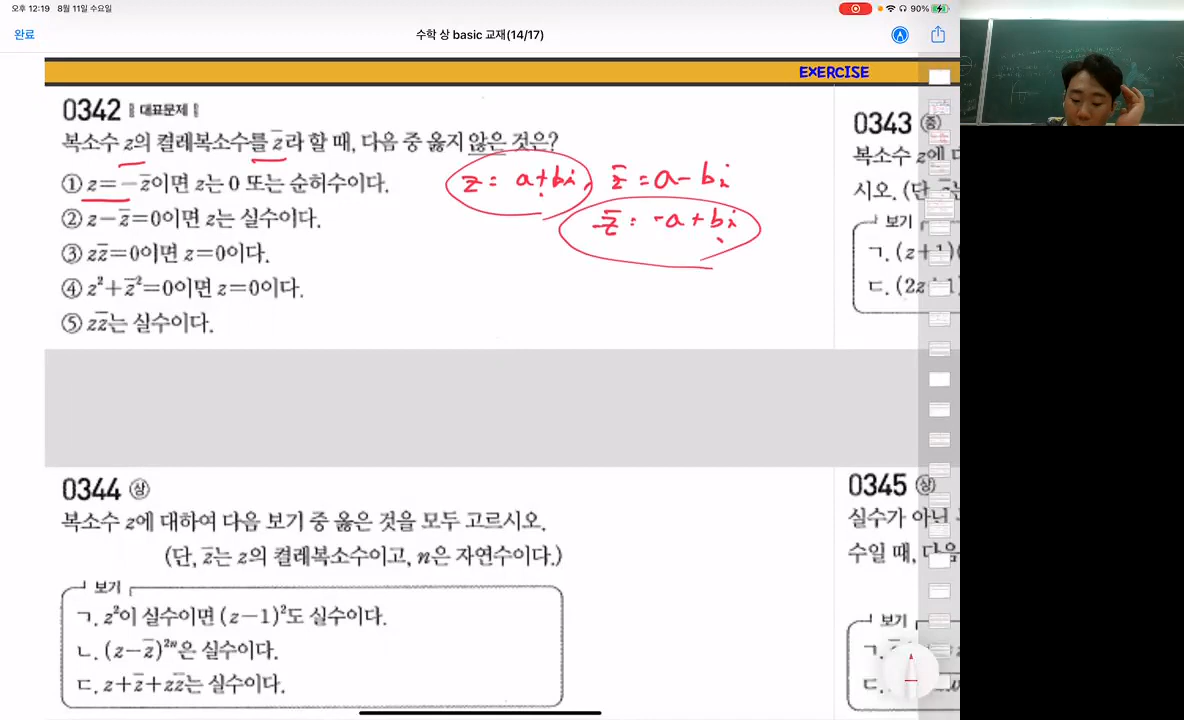 오후 12:19 8월 11일 수요일
90%
완료
수학 상 basic 교재(14/17)
EXERCISE
0342 대표문제
복소수 z의 켤레복소수를 z̄라 할 때, 다음 중 옳지 않은 것은?
① z=−z̄이면 z는 0 또는 순허수이다.
② z−z̄=0이면 z는 실수이다.
③ zz̄=0이면 z=0이다.
④ z²+z̄²=0이면 z=0이다.
⑤ zz̄는 실수이다.
z = a+bi, z̄ = a-bi
-z̄ = -a+bi
0343 중
복소수 z에
시오. (단,
보기
ㄱ. (z+1)
ㄷ. (2z+1)
0344 상
복소수 z에 대하여 다음 보기 중 옳은 것을 모두 고르시오.
(단, z̄는 z의 켤레복소수이고, n은 자연수이다.)
보기
ㄱ. z²이 실수이면 (z−1)²도 실수이다.
ㄴ. (z−z̄)²ⁿ은 실수이다.
ㄷ. z+z̄+zz̄는 실수이다.
0345 상
실수가 아닌
수일 때, 다음
보기
ㄱ.
ㄷ.